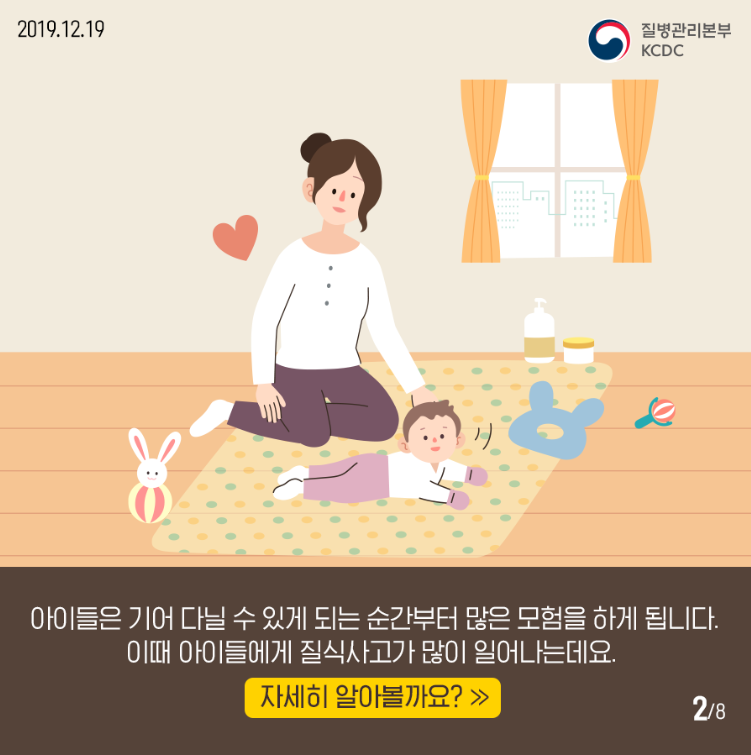 2019.12.19
질병관리본부
KCDC
아이들은 기어 다닐 수 있게 되는 순간부터 많은 모험을 하게 됩니다.
이때 아이들에게 질식사고가 많이 일어나는데요.
자세히 알아볼까요? »
2/8